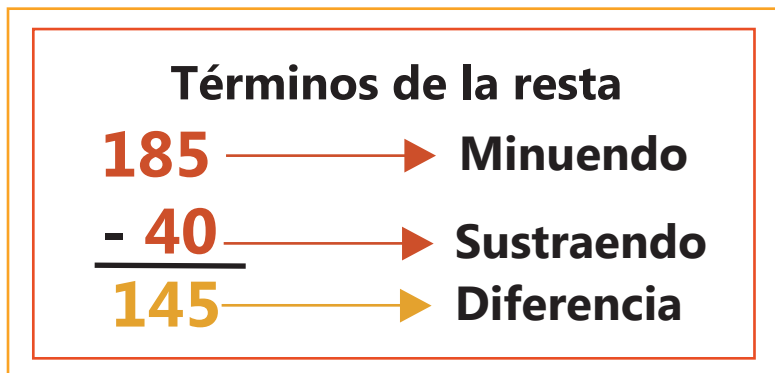 Términos de la resta
185 Minuendo
- 40 Sustraendo
145 Diferencia